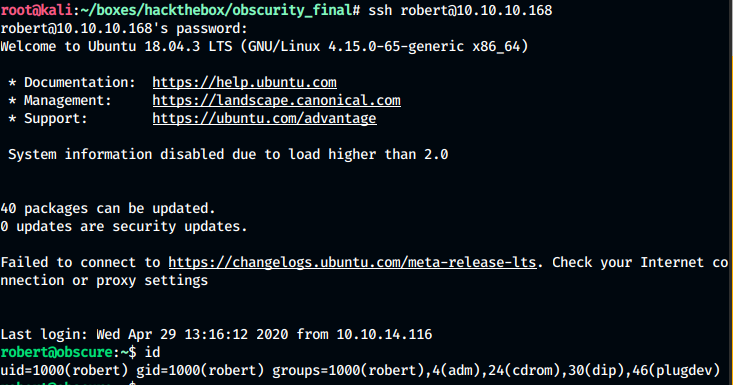 root@kali:~/boxes/hackthebox/obscurity_final# ssh robert@10.10.10.168
robert@10.10.10.168's password:
Welcome to Ubuntu 18.04.3 LTS (GNU/Linux 4.15.0-65-generic x86_64)
* Documentation:  https://help.ubuntu.com
* Management:     https://landscape.canonical.com
* Support:        https://ubuntu.com/advantage
System information disabled due to load higher than 2.0
40 packages can be updated.
0 updates are security updates.
Failed to connect to https://changelogs.ubuntu.com/meta-release-lts. Check your Internet co
nnection or proxy settings
Last login: Wed Apr 29 13:16:12 2020 from 10.10.14.116
robert@obscure:~$ id
uid=1000(robert) gid=1000(robert) groups=1000(robert),4(adm),24(cdrom),30(dip),46(plugdev)